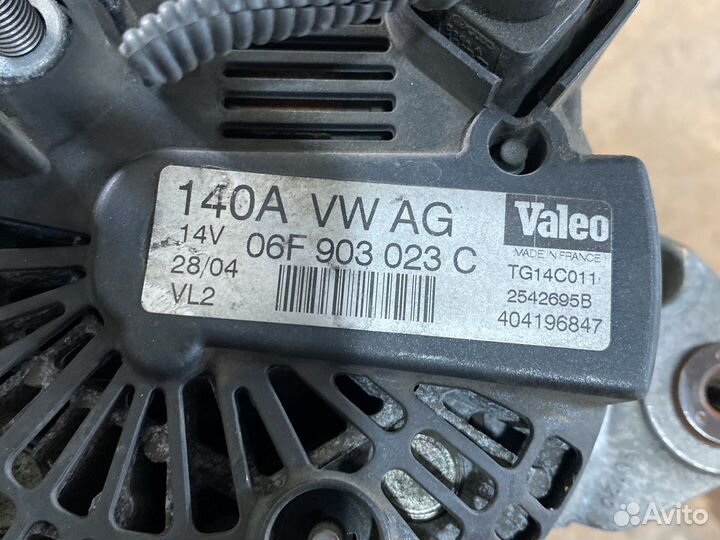 140A VW AG
14V 06F 903 023 C
28/04
VL2
Valeo
MADE IN FRANCE
TG14C011
2542695B
404196847
Avito